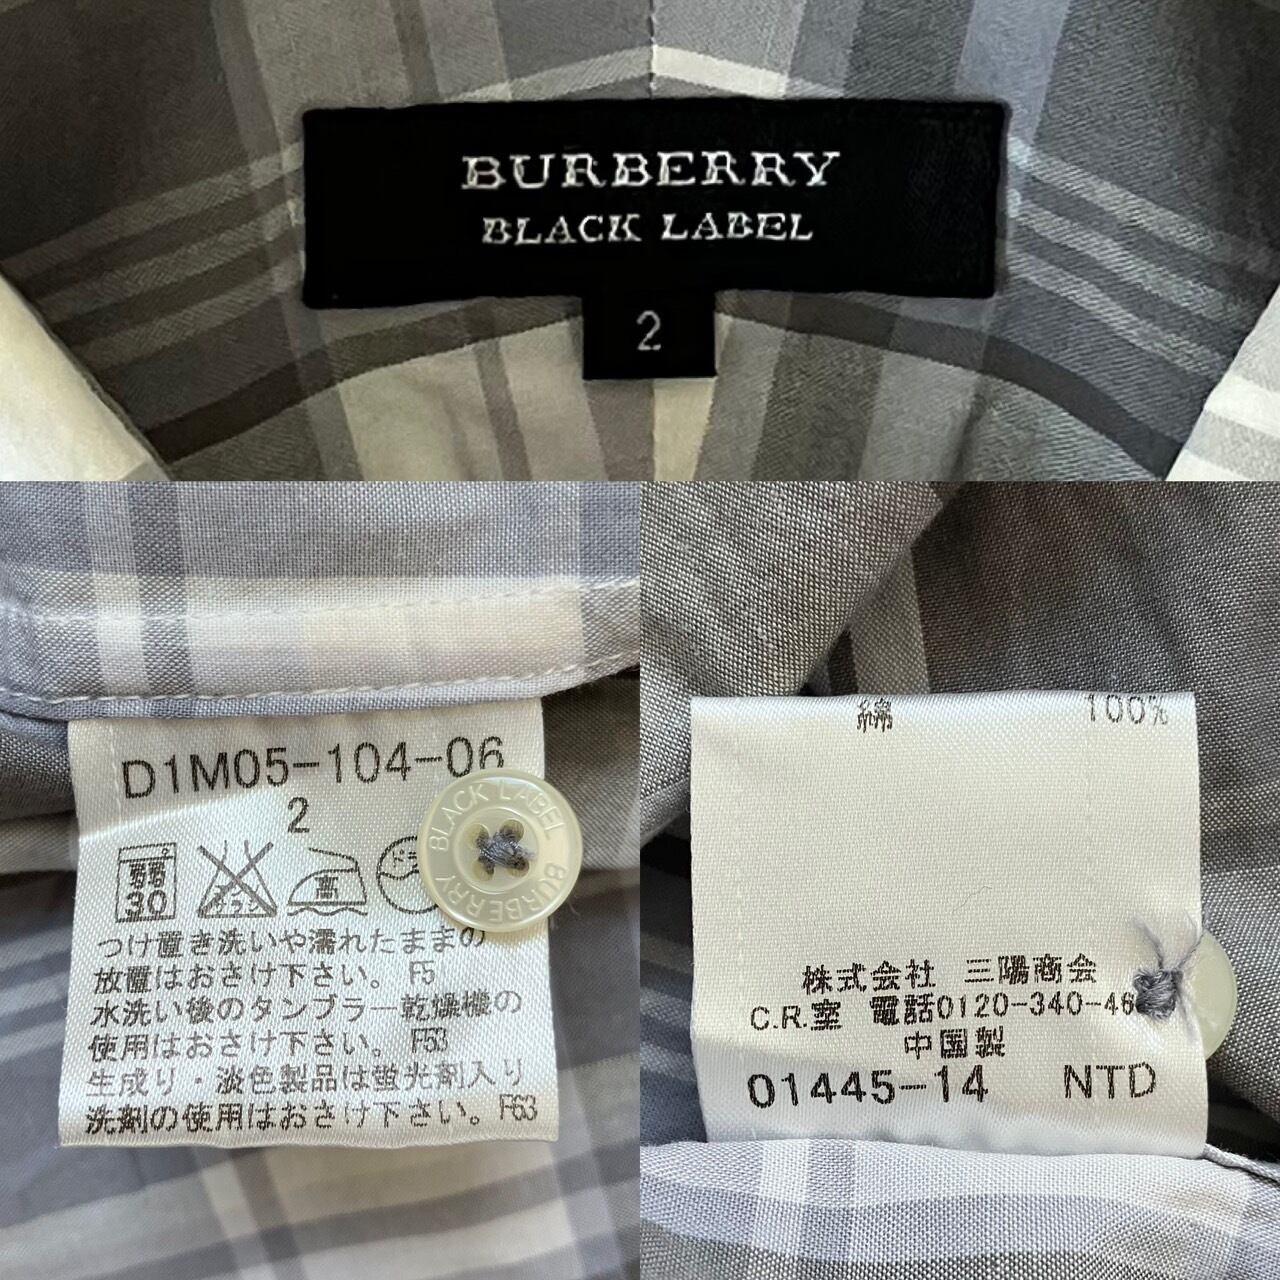 BURBERRY
BLACK LABEL
2
D1M05-104-06
2
弱
30
高
BLACK LABEL BURBERRY
つけ置き洗いや濡れたままの
放置はおさけ下さい。 F5
水洗い後のタンブラー乾燥機の
使用はおさけ下さい。 F53
生成り・淡色製品は蛍光剤入り
洗剤の使用はおさけ下さい。F63
綿 100%
株式会社 三陽商会
C.R.室 電話0120-340-46
中国製
01445-14 NTD